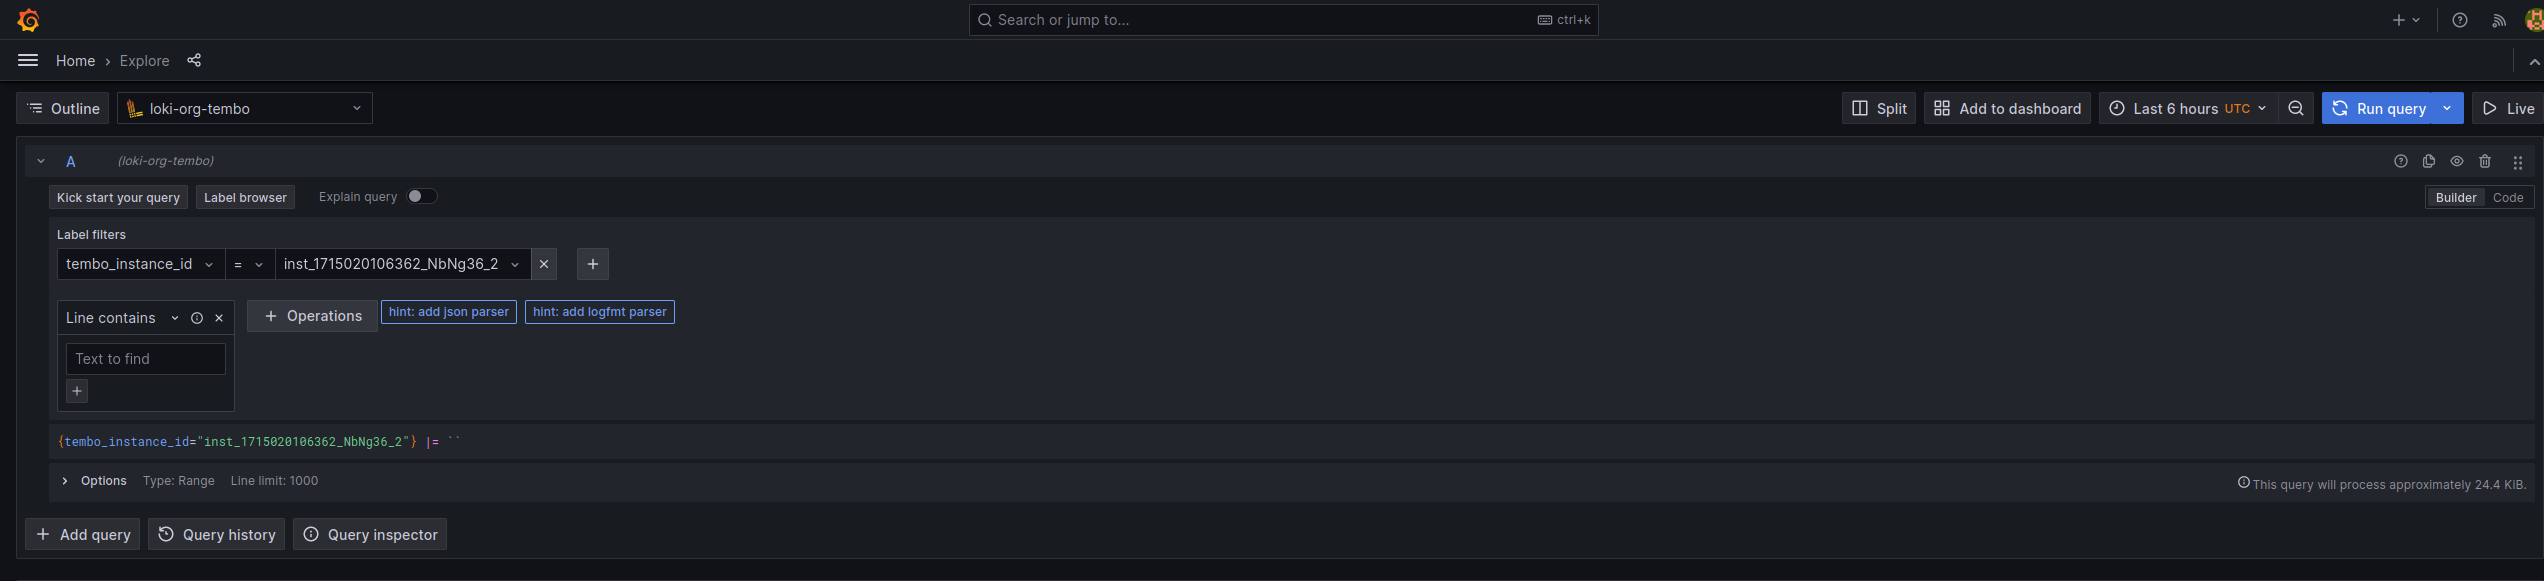 Search or jump to... ctrl+k
Home › Explore
Outline loki-org-tembo Split Add to dashboard Last 6 hours UTC Run query Live
A (loki-org-tembo)
Kick start your query Label browser Explain query Builder Code
Label filters
tembo_instance_id = inst_1715020106362_NbNg36_2
Line contains Operations hint: add json parser hint: add logfmt parser
Text to find
{tembo_instance_id="inst_1715020106362_NbNg36_2"} |= ``
Options Type: Range Line limit: 1000 This query will process approximately 24.4 KiB.
Add query Query history Query inspector